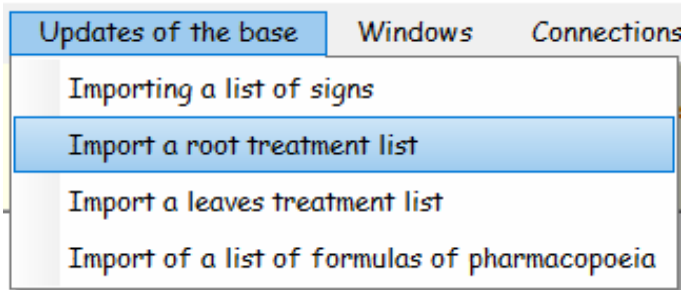 Updates of the base Windows Connections
Importing a list of signs
Import a root treatment list
Import a leaves treatment list
Import of a list of formulas of pharmacopoeia